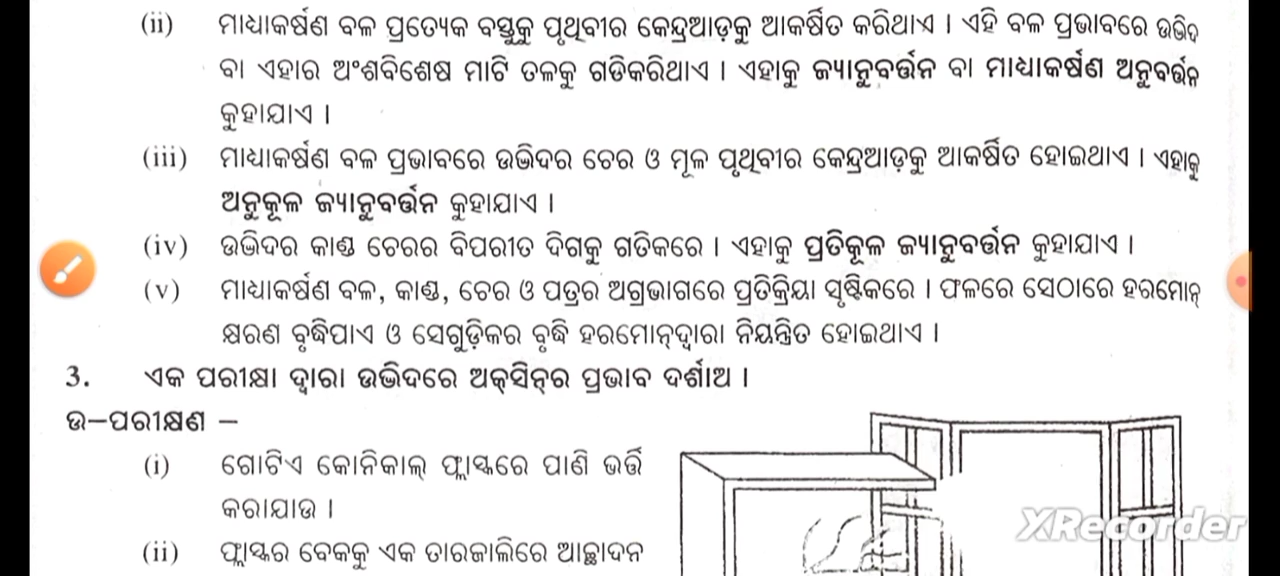 (ii) ମାଧ୍ୟାକର୍ଷଣ ବଳ ପ୍ରତ୍ୟେକ ବସ୍ତୁକୁ ପୃଥିବୀର କେନ୍ଦ୍ରଆଡ଼କୁ ଆକର୍ଷିତ କରିଥାଏ । ଏହି ବଳ ପ୍ରଭାବରେ ଉଦ୍ଭିଦ
ବା ଏହାର ଅଂଶବିଶେଷ ମାଟି ତଳକୁ ଗତିକରିଥାଏ । ଏହାକୁ ଜ୍ୟାନୁବର୍ତ୍ତନ ବା ମାଧ୍ୟାକର୍ଷଣ ଅନୁବର୍ତ୍ତନ
କୁହାଯାଏ ।
(iii) ମାଧ୍ୟାକର୍ଷଣ ବଳ ପ୍ରଭାବରେ ଉଦ୍ଭିଦର ଚେର ଓ ମୂଳ ପୃଥିବୀର କେନ୍ଦ୍ରଆଡ଼କୁ ଆକର୍ଷିତ ହୋଇଥାଏ । ଏହାକୁ
ଅନୁକୂଳ ଜ୍ୟାନୁବର୍ତ୍ତନ କୁହାଯାଏ ।
(iv) ଉଦ୍ଭିଦର କାଣ୍ଡ ଚେରର ବିପରୀତ ଦିଗକୁ ଗତିକରେ । ଏହାକୁ ପ୍ରତିକୂଳ ଜ୍ୟାନୁବର୍ତ୍ତନ କୁହାଯାଏ ।
(v) ମାଧ୍ୟାକର୍ଷଣ ବଳ, କାଣ୍ଡ, ଚେର ଓ ପତ୍ରର ଅଗ୍ରଭାଗରେ ପ୍ରତିକ୍ରିୟା ସୃଷ୍ଟିକରେ । ଫଳରେ ସେଠାରେ ହରମୋନ୍
କ୍ଷରଣ ବୃଦ୍ଧିପାଏ ଓ ସେଗୁଡ଼ିକର ବୃଦ୍ଧି ହରମୋନ୍‌ଦ୍ୱାରା ନିୟନ୍ତ୍ରିତ ହୋଇଥାଏ ।
3. ଏକ ପରୀକ୍ଷା ଦ୍ୱାରା ଉଦ୍ଭିଦରେ ଅକ୍‌ସିନ୍‌ର ପ୍ରଭାବ ଦର୍ଶାଅ ।
ଉ–ପରୀକ୍ଷଣ –
(i) ଗୋଟିଏ କୋନିକାଲ୍ ଫ୍ଲାସ୍କରେ ପାଣି ଭର୍ତ୍ତି
କରାଯାଉ ।
(ii) ଫ୍ଲାସ୍କର ବେକକୁ ଏକ ତାରଜାଲିରେ ଆଚ୍ଛାଦନ
XRecorder